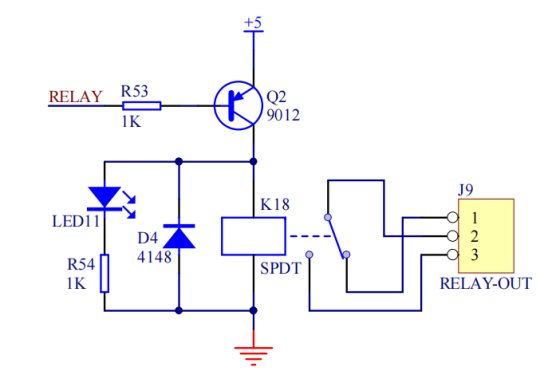 +5
RELAY
R53
1K
Q2
9012
LED11
R54
1K
D4
4148
K18
SPDT
J9
1
2
3
RELAY-OUT